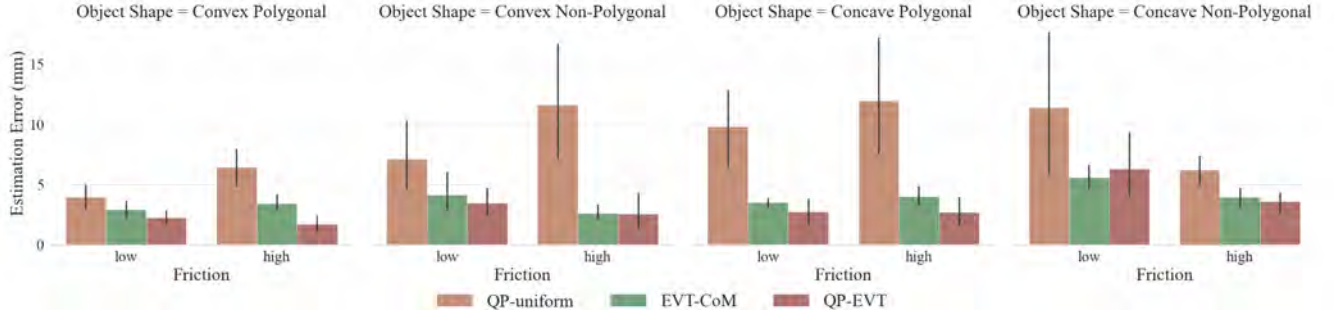 Object Shape = Convex Polygonal
Object Shape = Convex Non-Polygonal
Object Shape = Concave Polygonal
Object Shape = Concave Non-Polygonal
Estimation Error (mm)
15
10
5
0
low
high
low
high
low
high
low
high
Friction
Friction
Friction
Friction
QP-uniform
EVT-CoM
QP-EVT